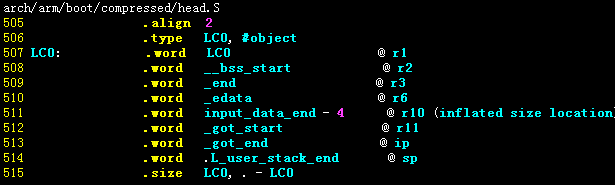 arch/arm/boot/compressed/head.S
505 .align 2
506 .type LC0, #object
507 LC0: .word LC0 @ r1
508 .word __bss_start @ r2
509 .word _end @ r3
510 .word _edata @ r6
511 .word input_data_end - 4 @ r10 (inflated size location)
512 .word _got_start @ r11
513 .word _got_end @ ip
514 .word .L_user_stack_end @ sp
515 .size LC0, . - LC0